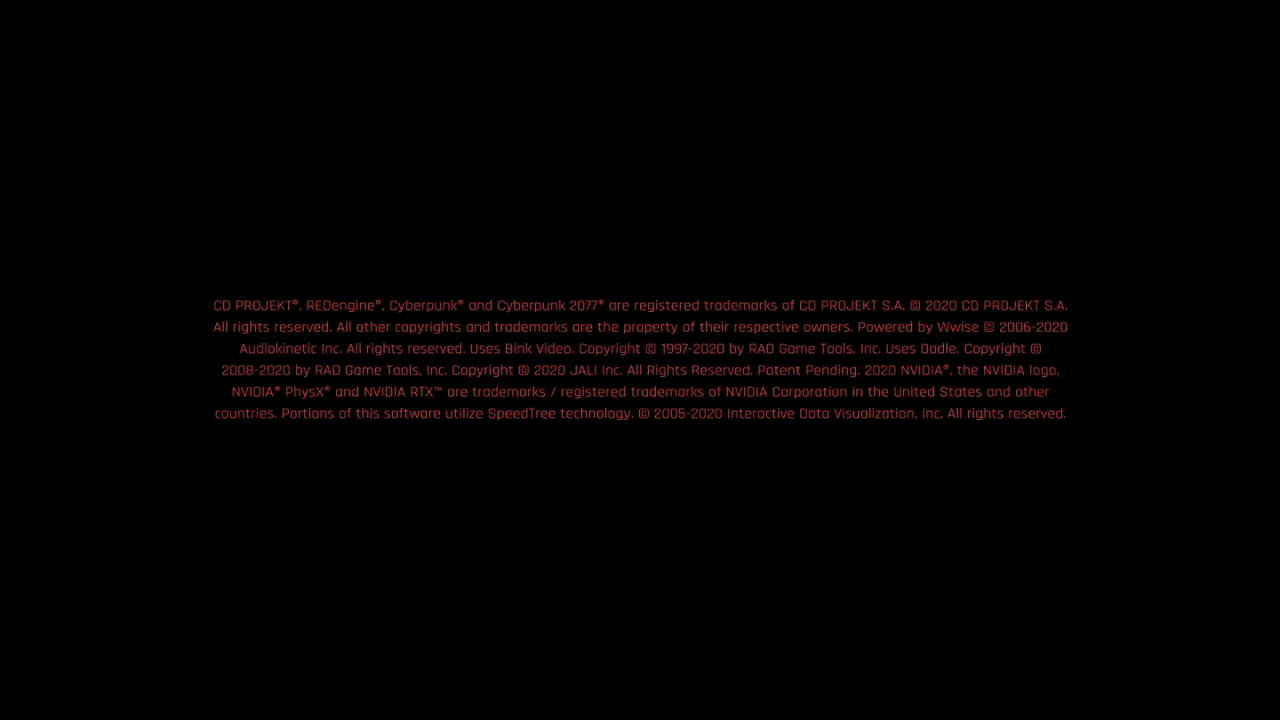 CD PROJEKT®, REDengine®, Cyberpunk® and Cyberpunk 2077® are registered trademarks of CD PROJEKT S.A. © 2020 CD PROJEKT S.A.
All rights reserved. All other copyrights and trademarks are the property of their respective owners. Powered by Wwise © 2006-2020
Audiokinetic Inc. All rights reserved. Uses Bink Video. Copyright © 1997-2020 by RAD Game Tools, Inc. Uses Oodle. Copyright ©
2008-2020 by RAD Game Tools, Inc. Copyright © 2020 JALI Inc. All Rights Reserved. Patent Pending. 2020 NVIDIA®, the NVIDIA logo,
NVIDIA® PhysX® and NVIDIA RTX™ are trademarks / registered trademarks of NVIDIA Corporation in the United States and other
countries. Portions of this software utilize SpeedTree technology. © 2005-2020 Interactive Data Visualization, Inc. All rights reserved.